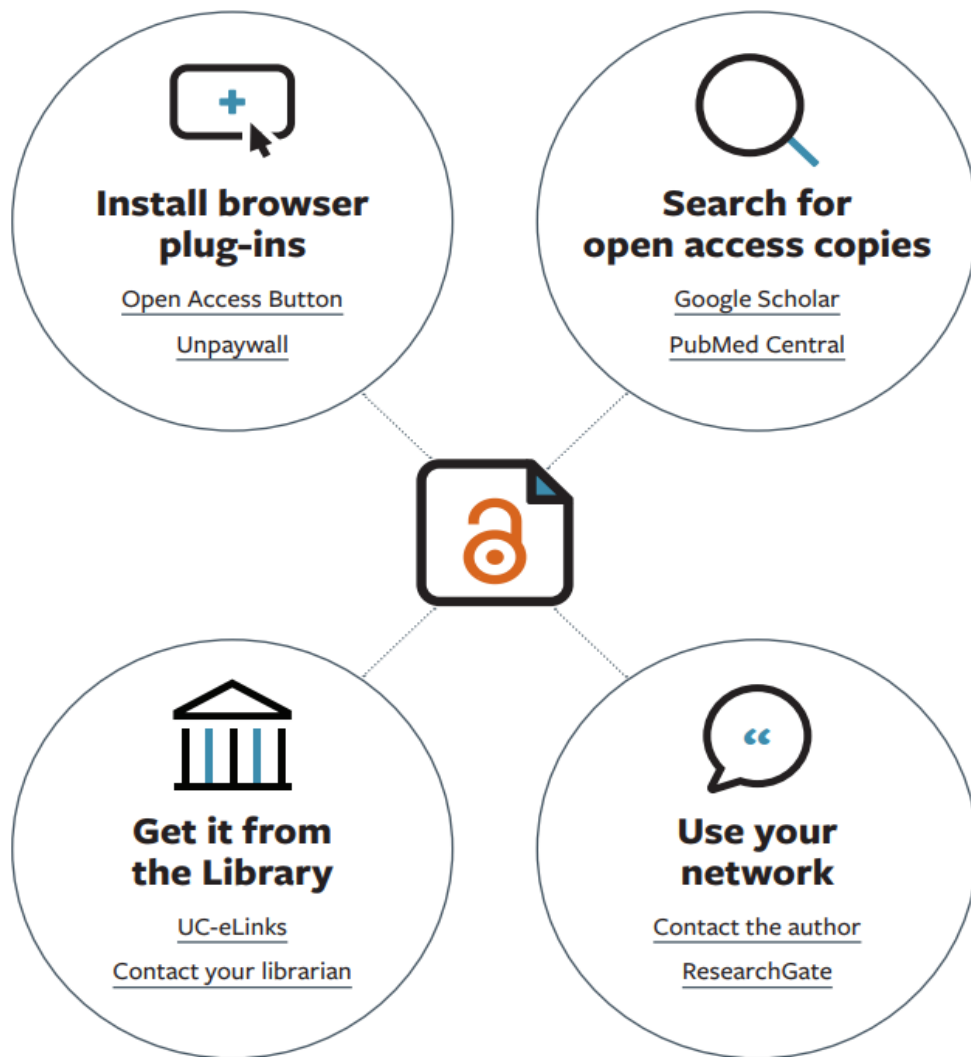 Install browser
plug-ins
Open Access Button
Unpaywall
Search for
open access copies
Google Scholar
PubMed Central
Get it from
the Library
UC-eLinks
Contact your librarian
“
Use your
network
Contact the author
ResearchGate